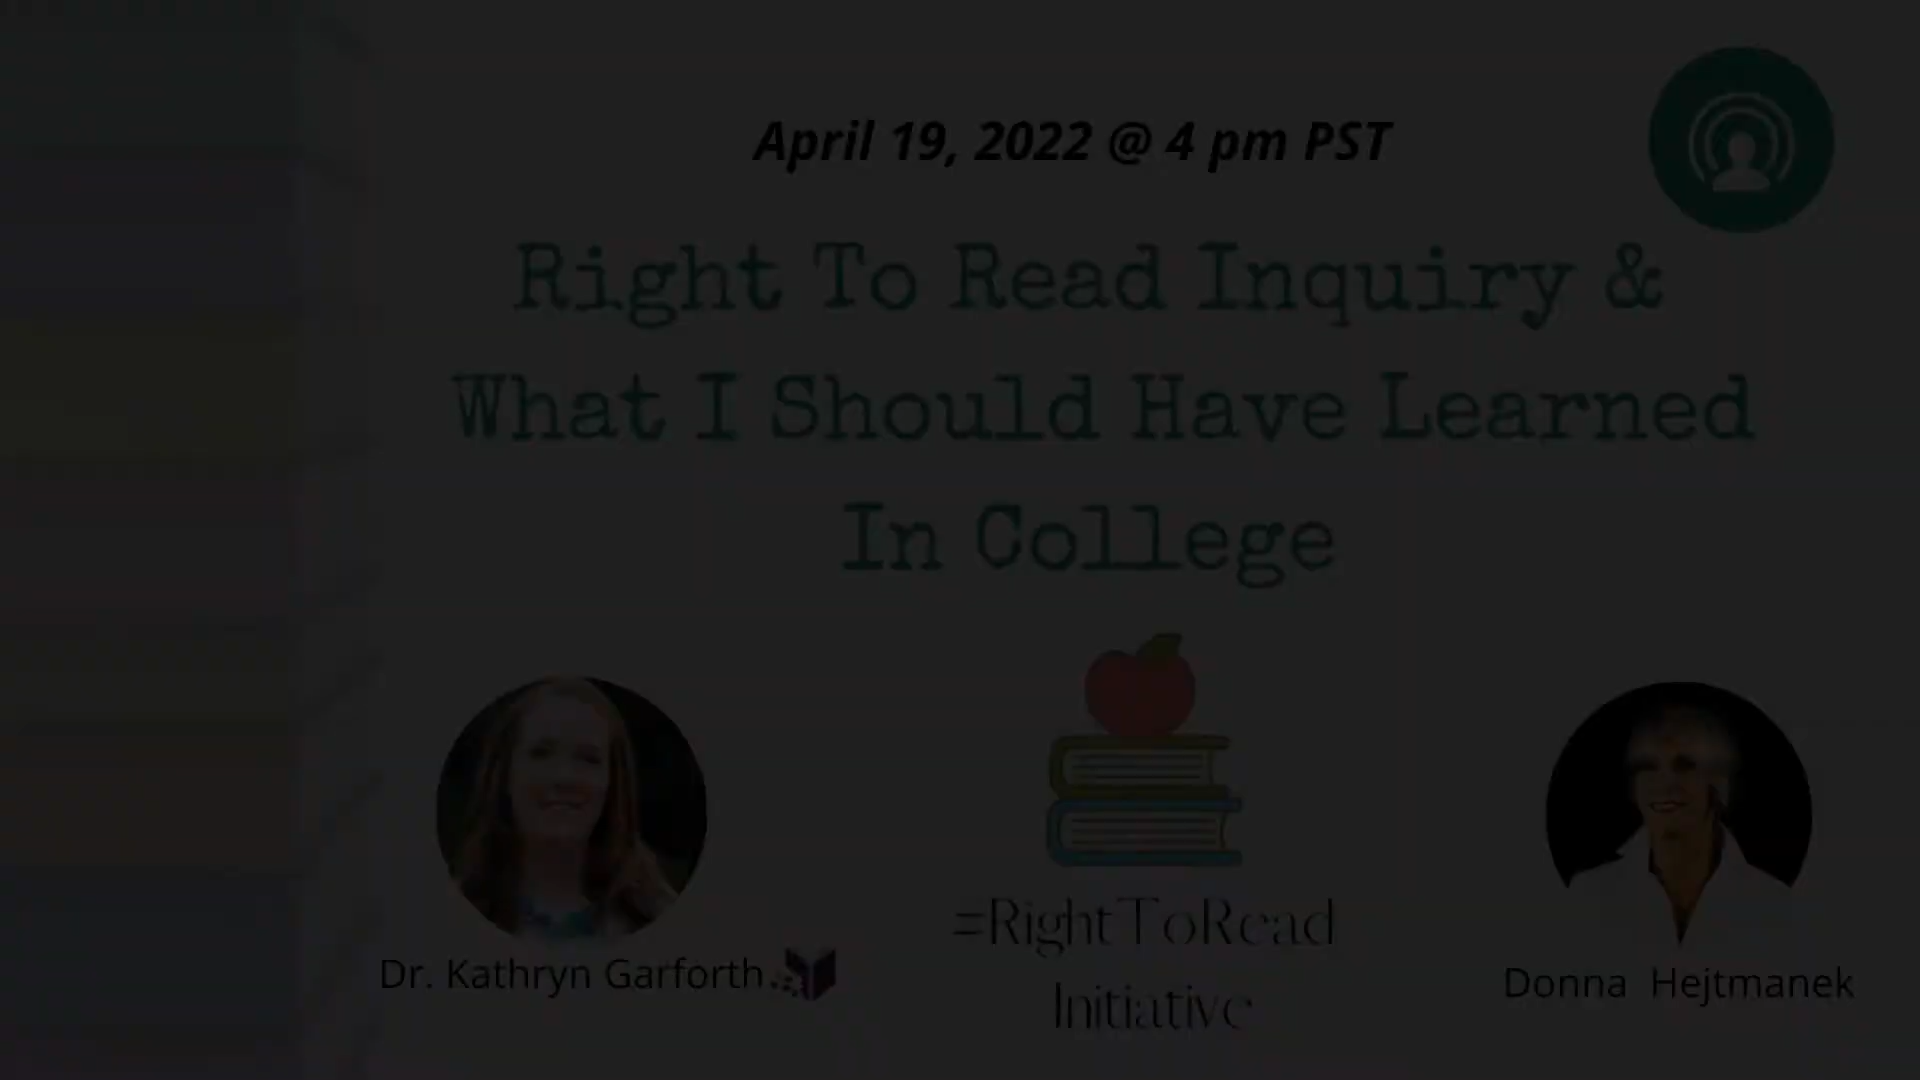 April 19, 2022 @ 4 pm PST
Right To Read Inquiry &
What I Should Have Learned
In College
=RightToRead
Initiative
Dr. Kathryn Garforth
Donna Hejtmanek